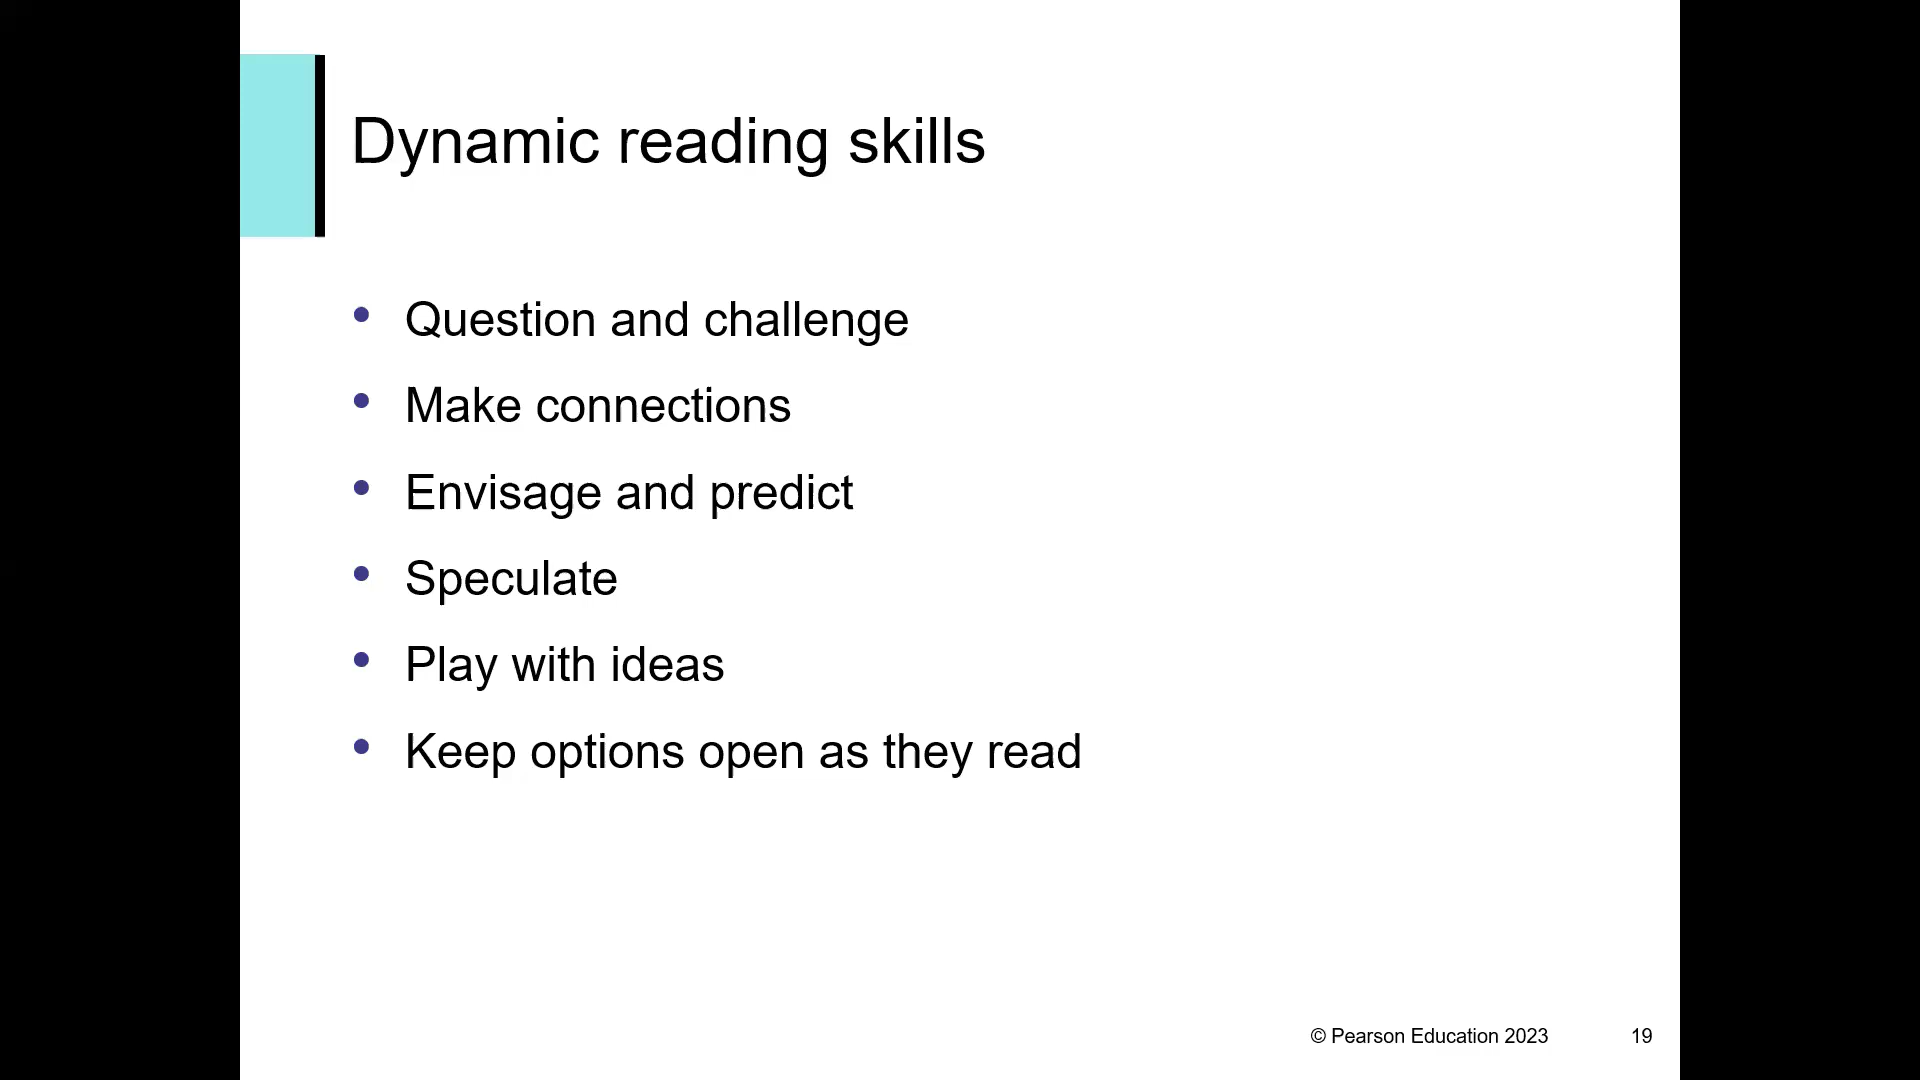 Dynamic reading skills
• Question and challenge
• Make connections
• Envisage and predict
• Speculate
• Play with ideas
• Keep options open as they read
© Pearson Education 2023
19